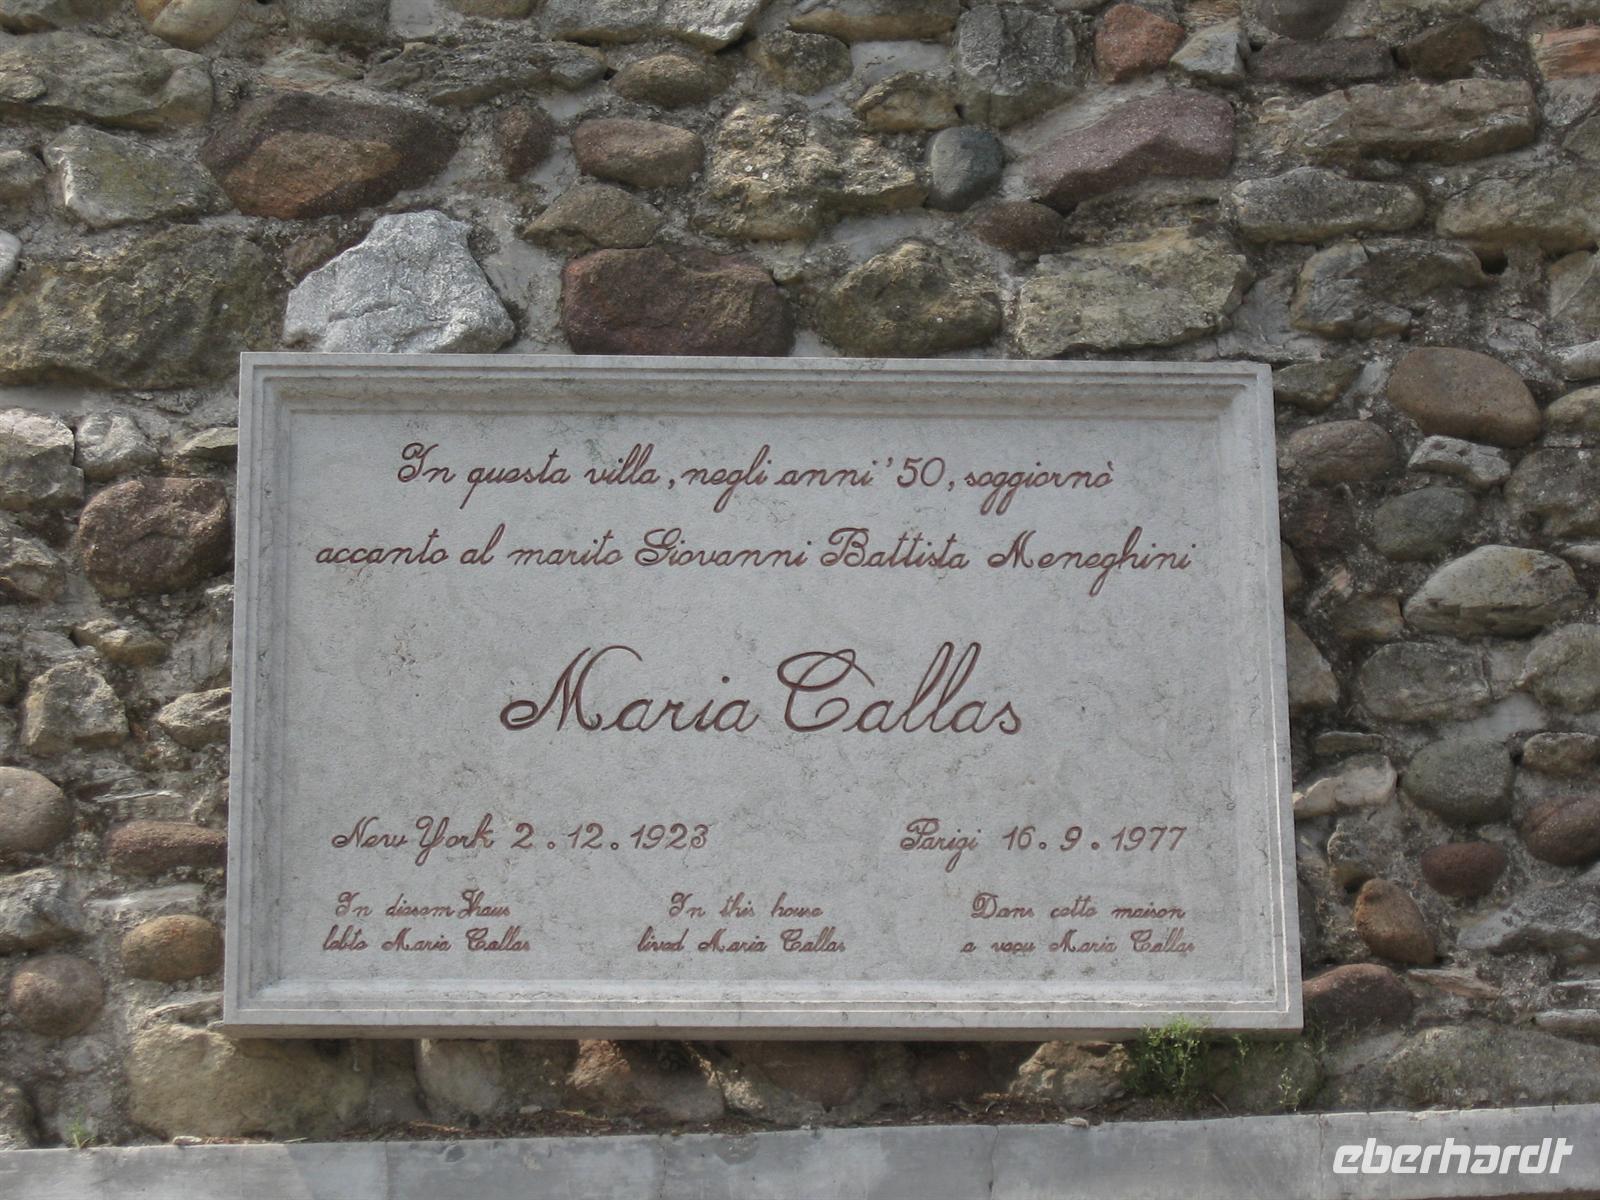 In questa villa, negli anni '50, soggiornò
accanto al marito Giovanni Battista Meneghini
Maria Callas
New York 2.12.1923
Parigi 16.9.1977
In diesem Haus
lebte Maria Callas
In this house
lived Maria Callas
Dans cette maison
a veçu Maria Callas
eberhardt